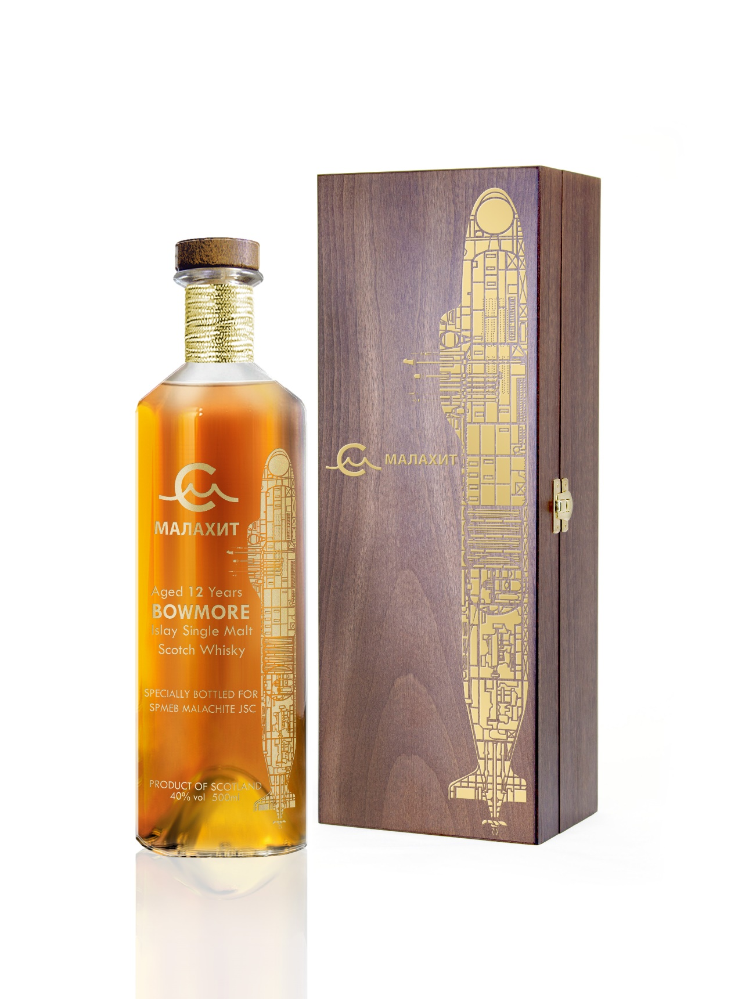 МАЛАХИТ
Aged 12 Years
BOWMORE
Islay Single Malt
Scotch Whisky
SPECIALLY BOTTLED FOR
SPMEB MALACHITE JSC
PRODUCT OF SCOTLAND
40% vol 500ml
МАЛАХИТ